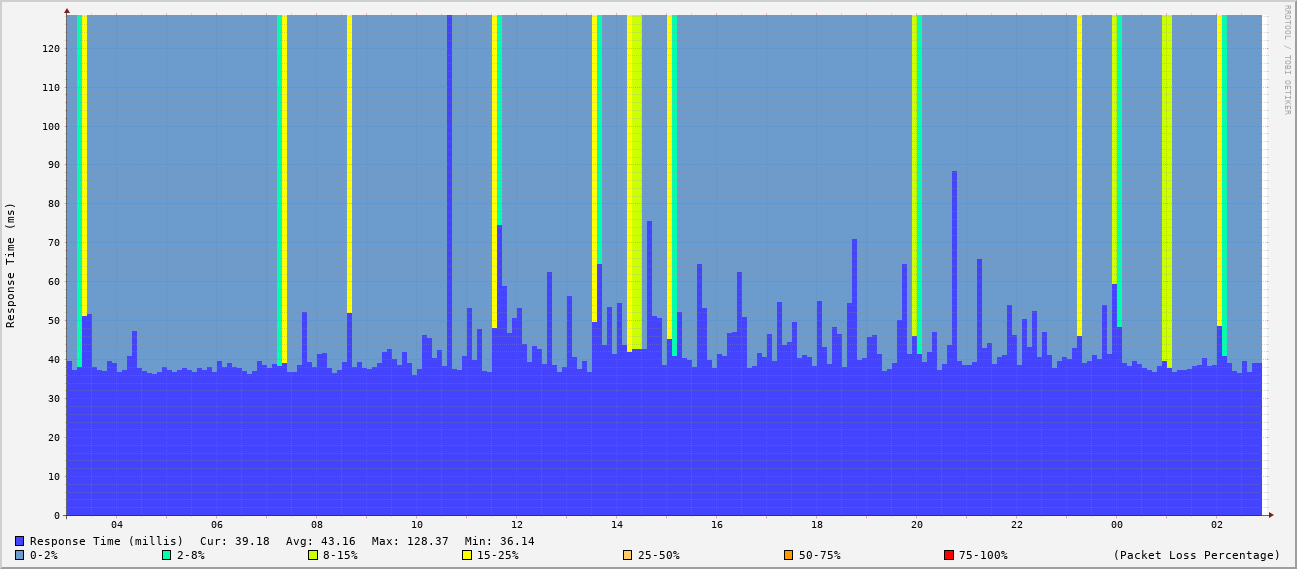 RRDTOOL / TOBI OETIKER
Response Time (ms)
120
110
100
90
80
70
60
50
40
30
20
10
0
04 06 08 10 12 14 16 18 20 22 00 02
Response Time (millis) Cur: 39.18 Avg: 43.16 Max: 128.37 Min: 36.14
0-2% 2-8% 8-15% 15-25% 25-50% 50-75% 75-100% (Packet Loss Percentage)